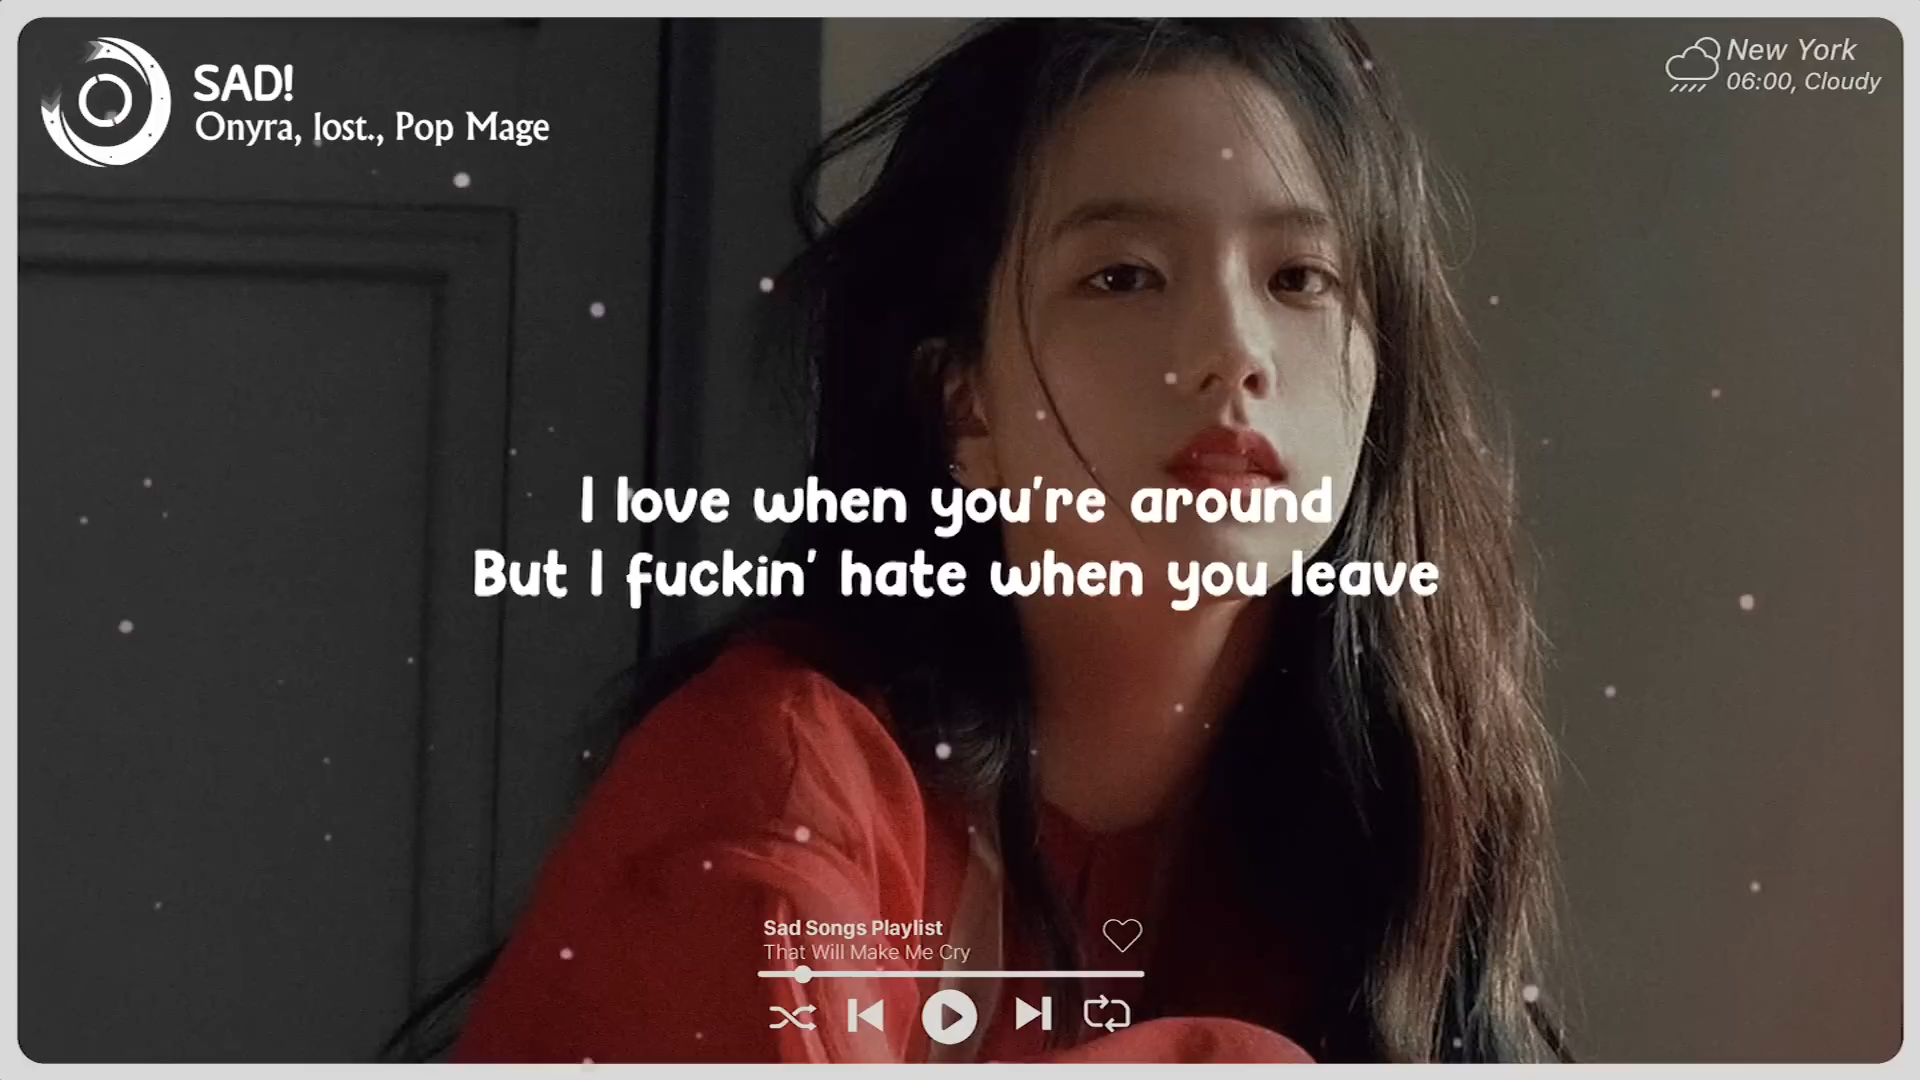 SAD!
Onyra, lost., Pop Mage
New York
06:00, Cloudy
I love when you're around
But I fuckin' hate when you leave
Sad Songs Playlist
That Will Make Me Cry